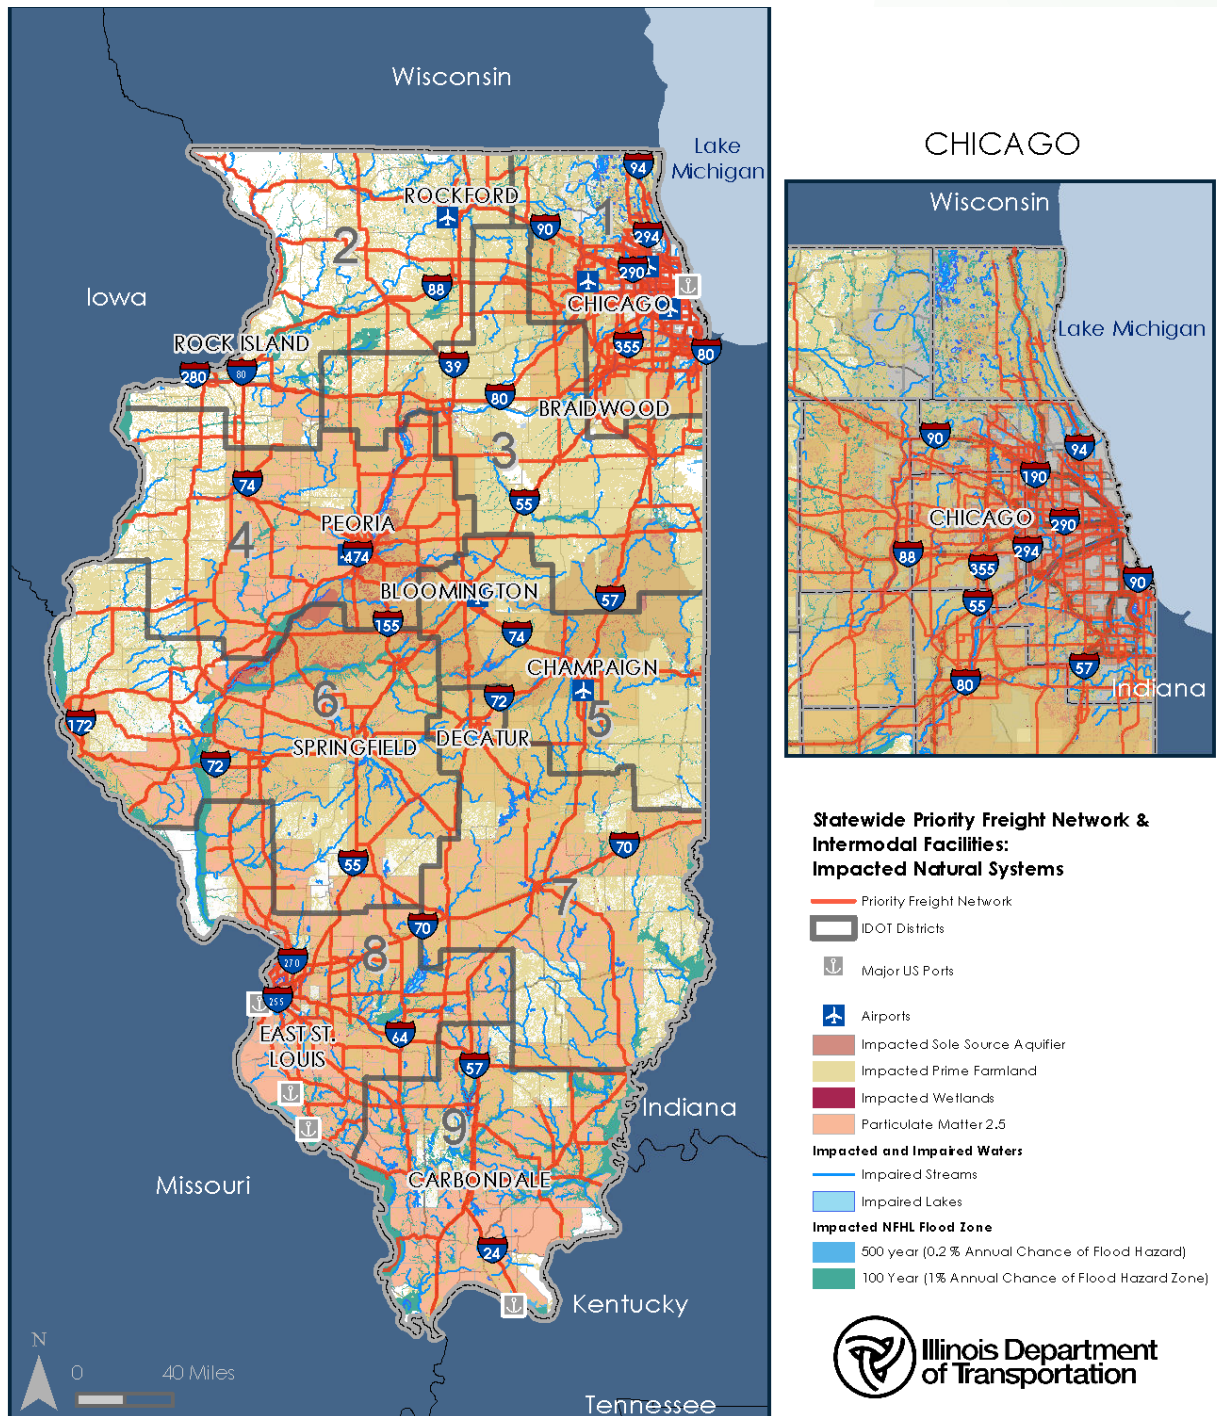 Wisconsin
Lake
Michigan
94
ROCKFORD
1
90
294
2
290
88
CHICAGO
Iowa
ROCK ISLAND
355
80
39
280
80
80
BRAIDWOOD
3
74
55
PEORIA
4
-474
BLOOMINGTON
57
155
74
CHAMPAIGN
6
72
5
172
SPRINGFIELD
DECATUR
72
70
55
7
70
8
270
255
EAST ST.
LOUIS
64
57
Indiana
9
Missouri
CARBONDALE
24
Kentucky
N
0
40 Miles
Tennessee
CHICAGO
Wisconsin
Lake Michigan
90
94
190
CHICAGO
290
88
294
355
90
55
57
80
Indiana
Statewide Priority Freight Network &
Intermodal Facilities:
Impacted Natural Systems
Priority Freight Network
IDOT Districts
Major US Ports
Airports
Impacted Sole Source Aquifier
Impacted Prime Farmland
Impacted Wetlands
Particulate Matter 2.5
Impacted and Impaired Waters
Impaired Streams
Impaired Lakes
Impacted NFHL Flood Zone
500 year (0.2% Annual Chance of Flood Hazard)
100 Year (1% Annual Chance of Flood Hazard Zone)
Illinois Department
of Transportation